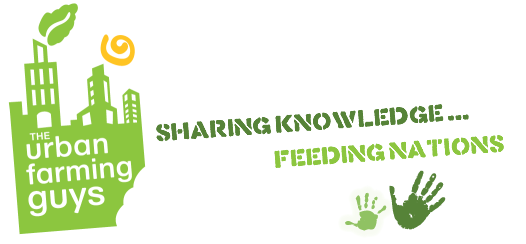 THE
urban
farming
guys
SHARING KNOWLEDGE...
FEEDING NATIONS